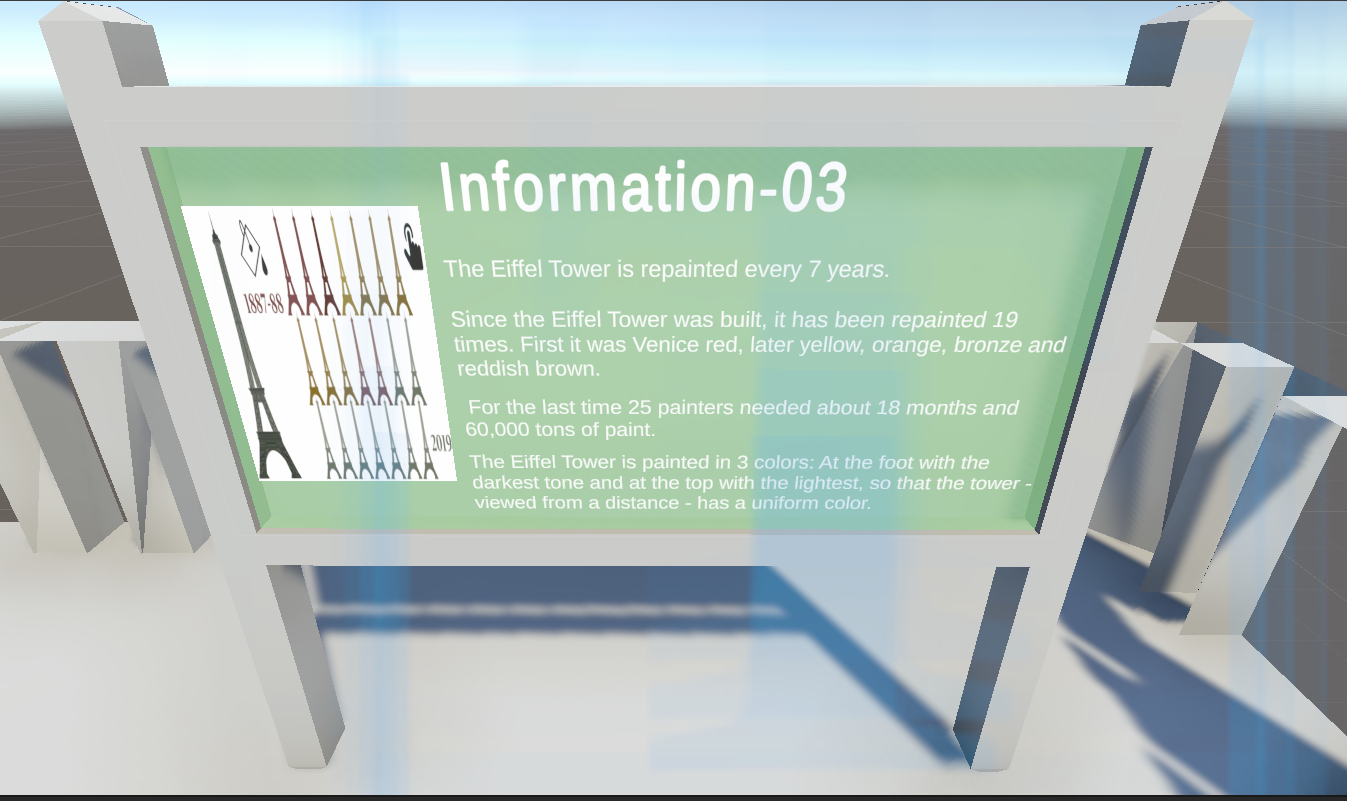 Information-03
1887-88
2019
The Eiffel Tower is repainted every 7 years.
Since the Eiffel Tower was built, it has been repainted 19
times. First it was Venice red, later yellow, orange, bronze and
reddish brown.
For the last time 25 painters needed about 18 months and
60,000 tons of paint.
The Eiffel Tower is painted in 3 colors: At the foot with the
darkest tone and at the top with the lightest, so that the tower -
viewed from a distance - has a uniform color.